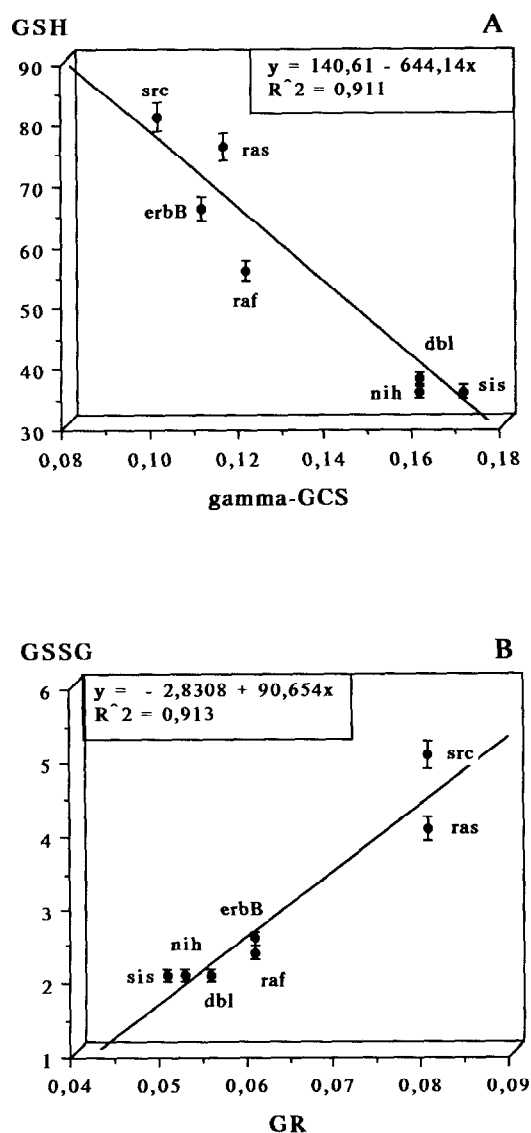 GSH
A
y = 140,61 - 644,14x
R^2 = 0,911
90
80
70
60
50
40
30
src
ras
erbB
raf
dbl
nih
sis
0,08 0,10 0,12 0,14 0,16 0,18
gamma-GCS
GSSG
B
y = - 2,8308 + 90,654x
R^2 = 0,913
6
5
4
3
2
1
src
ras
erbB
nih
sis
dbl
raf
0,04 0,05 0,06 0,07 0,08 0,09
GR